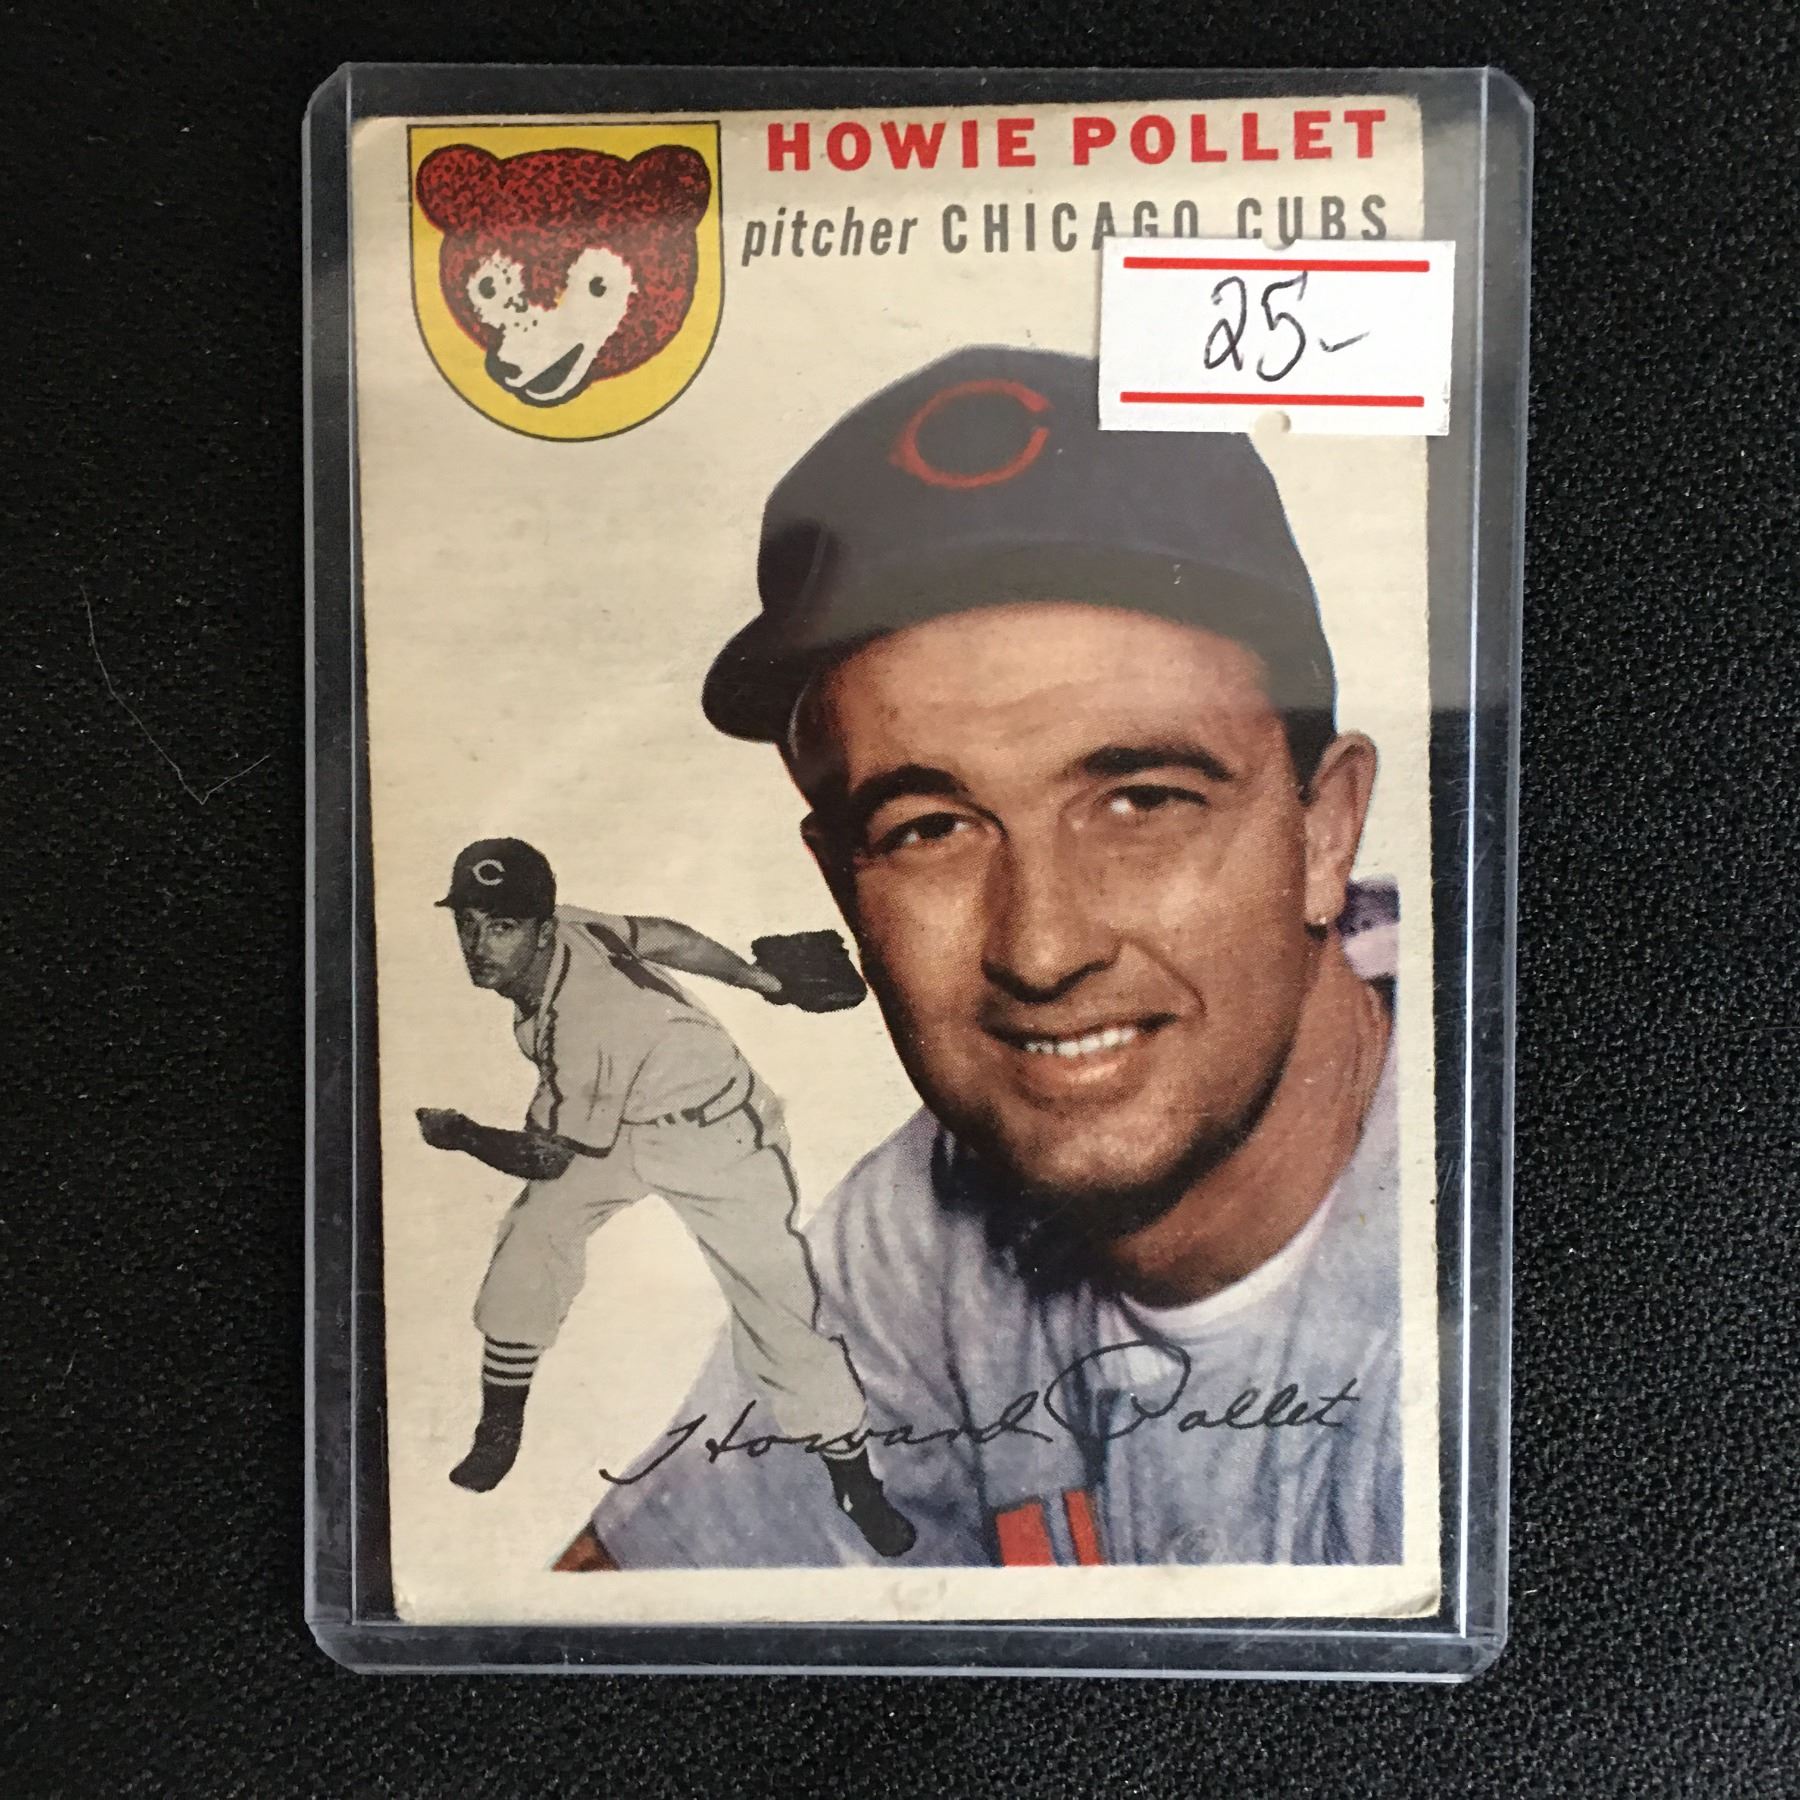 HOWIE POLLET
pitcher CHICAGO CUBS
25-
C
C
Howard Pollet